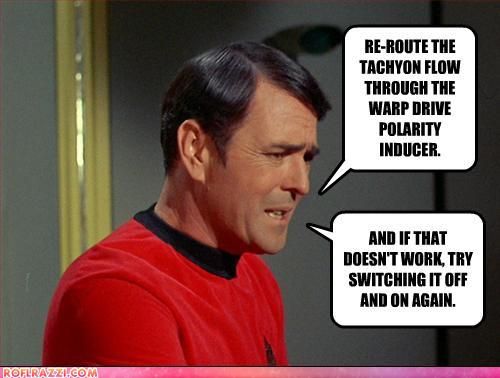 RE-ROUTE THE
TACHYON FLOW
THROUGH THE
WARP DRIVE
POLARITY
INDUCER.
AND IF THAT
DOESN'T WORK, TRY
SWITCHING IT OFF
AND ON AGAIN.
ROFLRAZZI.COM